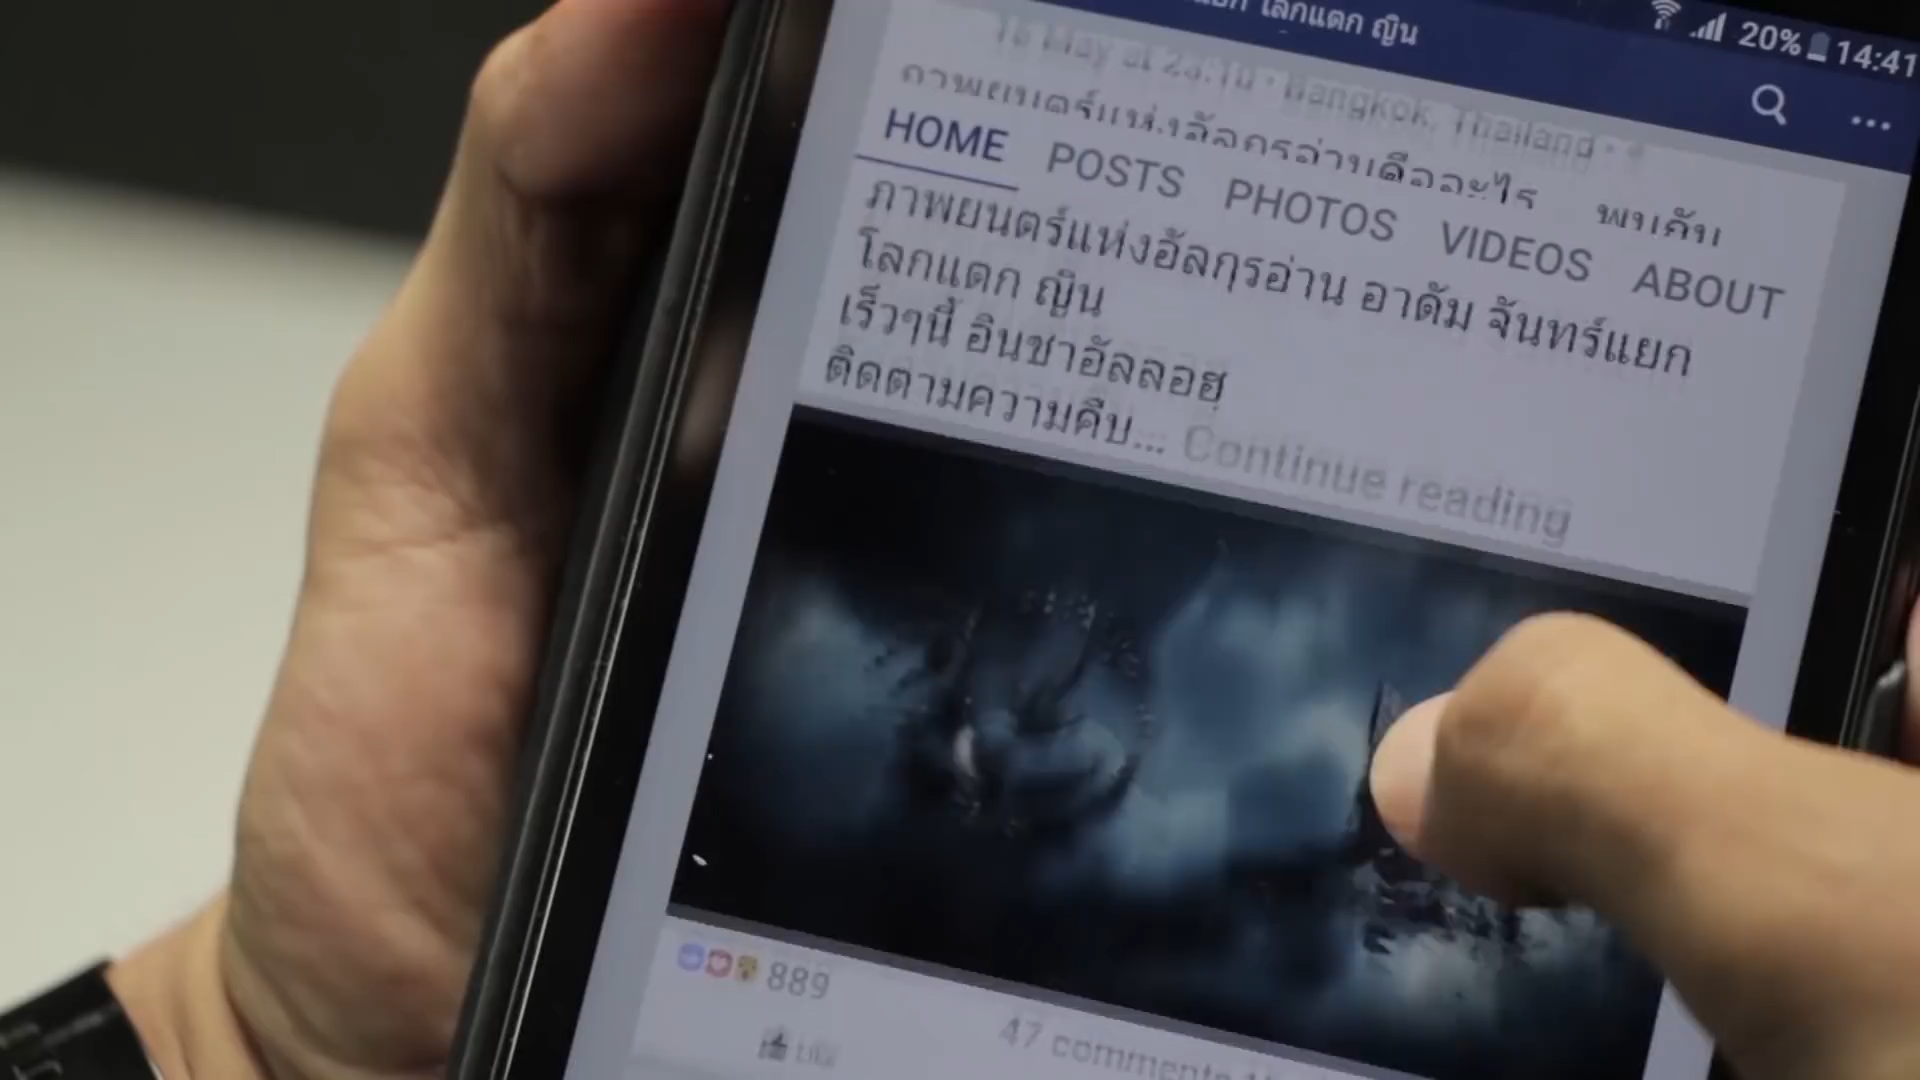 โลกแตก ญิน
20% 14:41
Bangkok, Thailand
HOME POSTS PHOTOS VIDEOS ABOUT
ภาพยนตร์แห่งอัลกุรอ่าน อาดัม จันทร์แยก
โลกแตก ญิน
เร็วๆนี้ อินชาอัลลอฮฺ
ติดตามความคืบ... Continue reading
889
47 comments